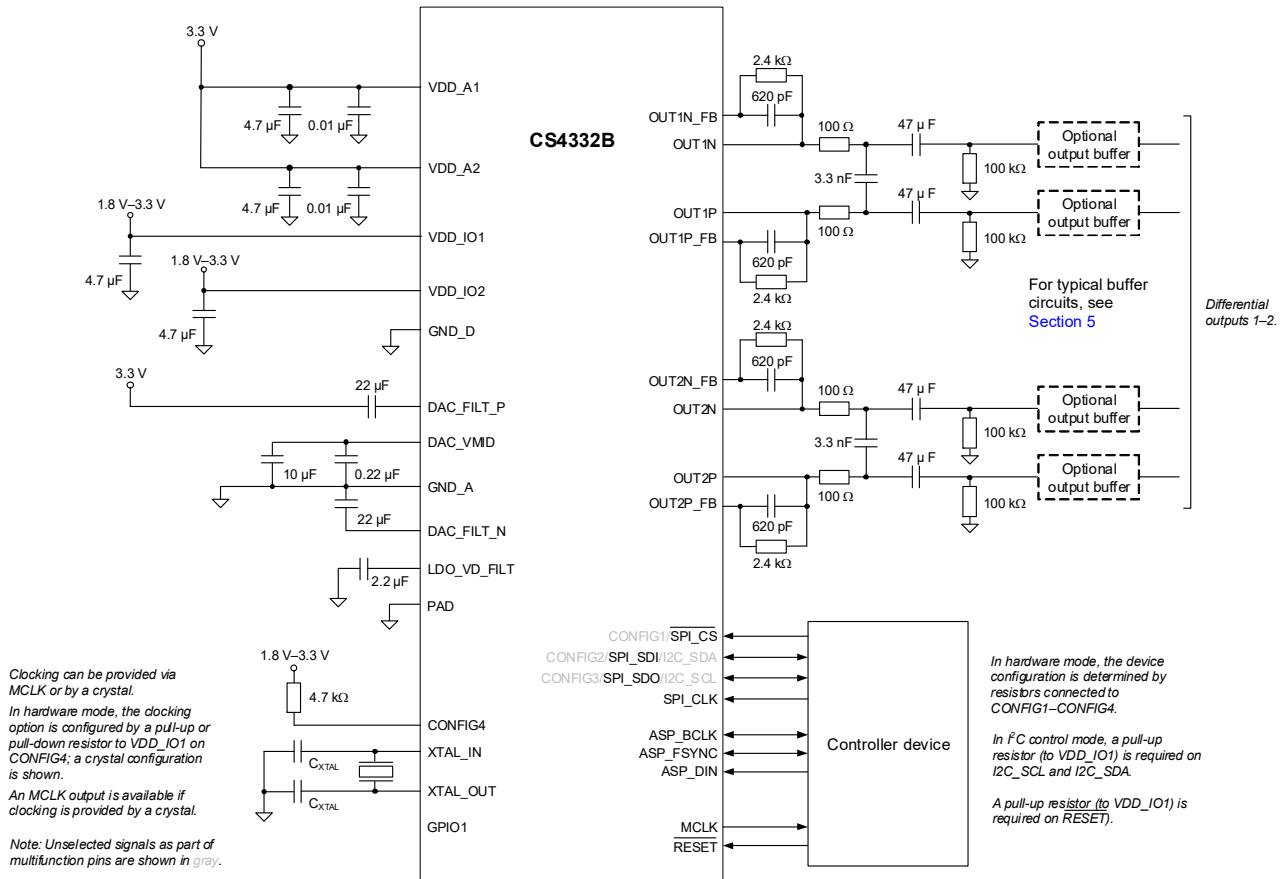 3.3 V
VDD_A1
4.7 µF
0.01 µF
VDD_A2
4.7 µF
0.01 µF
1.8 V–3.3 V
VDD_IO1
4.7 µF
1.8 V–3.3 V
VDD_IO2
4.7 µF
GND_D
3.3 V
22 µF
DAC_FILT_P
DAC_VMID
10 µF
0.22 µF
GND_A
22 µF
DAC_FILT_N
LDO_VD_FILT
2.2 µF
PAD
1.8 V–3.3 V
4.7 kΩ
CONFIG4
XTAL_IN
CXTAL
XTAL_OUT
CXTAL
GPIO1
Clocking can be provided via
MCLK or by a crystal.
In hardware mode, the clocking
option is configured by a pull-up or
pull-down resistor to VDD_IO1 on
CONFIG4; a crystal configuration
is shown.
An MCLK output is available if
clocking is provided by a crystal.
Note: Unselected signals as part of
multifunction pins are shown in gray.
CS4332B
2.4 kΩ
620 pF
OUT1N_FB
OUT1N
100 Ω
47 µ F
100 kΩ
Optional
output buffer
3.3 nF
OUT1P
OUT1P_FB
100 Ω
47 µ F
100 kΩ
Optional
output buffer
620 pF
2.4 kΩ
For typical buffer
circuits, see
Section 5
Differential
outputs 1–2.
2.4 kΩ
620 pF
OUT2N_FB
OUT2N
100 Ω
47 µ F
100 kΩ
Optional
output buffer
3.3 nF
OUT2P
OUT2P_FB
100 Ω
47 µ F
100 kΩ
Optional
output buffer
620 pF
2.4 kΩ
CONFIG1/SPI_CS
CONFIG2/SPI_SDI/I2C_SDA
CONFIG3/SPI_SDO/I2C_SCL
SPI_CLK
ASP_BCLK
ASP_FSYNC
ASP_DIN
MCLK
RESET
Controller device
In hardware mode, the device
configuration is determined by
resistors connected to
CONFIG1–CONFIG4.
In I²C control mode, a pull-up
resistor (to VDD_IO1) is required on
I2C_SCL and I2C_SDA.
A pull-up resistor (to VDD_IO1) is
required on RESET).